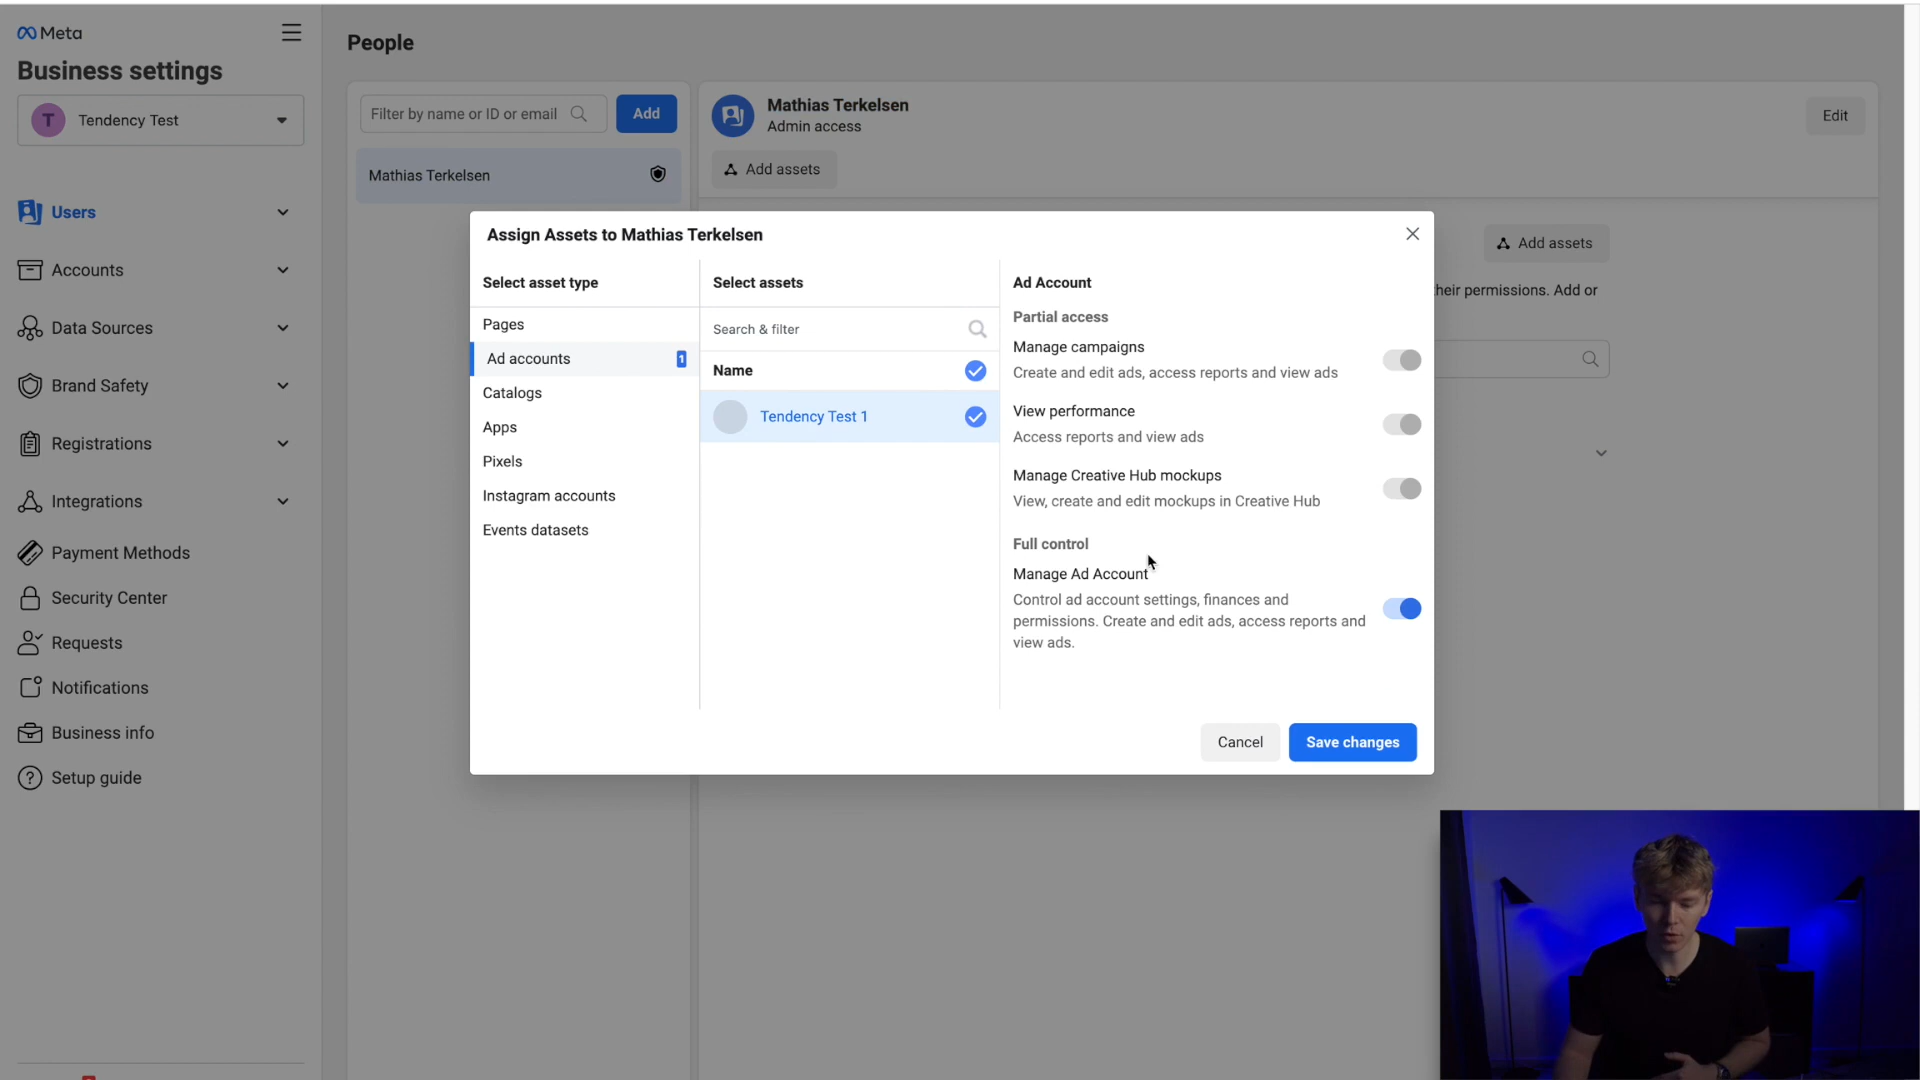 Meta
Business settings
T
Tendency Test
Users
Accounts
Data Sources
Brand Safety
Registrations
Integrations
Payment Methods
Security Center
Requests
Notifications
Business info
Setup guide
People
Filter by name or ID or email
Add
Mathias Terkelsen
Mathias Terkelsen
Admin access
Edit
Add assets
Add assets
their permissions. Add or
Assign Assets to Mathias Terkelsen
Select asset type
Pages
Ad accounts
1
Catalogs
Apps
Pixels
Instagram accounts
Events datasets
Select assets
Search & filter
Name
Tendency Test 1
Ad Account
Partial access
Manage campaigns
Create and edit ads, access reports and view ads
View performance
Access reports and view ads
Manage Creative Hub mockups
View, create and edit mockups in Creative Hub
Full control
Manage Ad Account
Control ad account settings, finances and
permissions. Create and edit ads, access reports and
view ads.
Cancel
Save changes